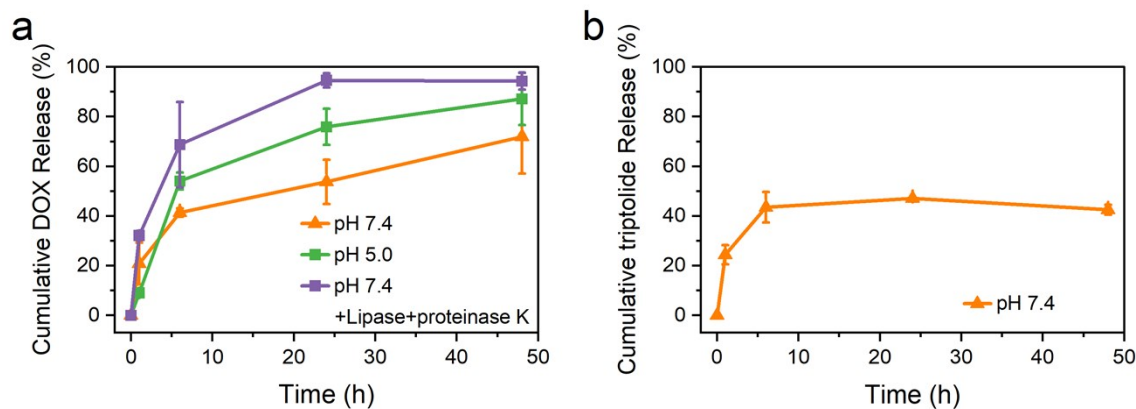 a
Cumulative DOX Release (%)
100
80
60
40
20
0
pH 7.4
pH 5.0
pH 7.4
+Lipase+proteinase K
0
10
20
30
40
50
Time (h)
b
Cumulative triptolide Release (%)
100
80
60
40
20
0
pH 7.4
0
10
20
30
40
50
Time (h)